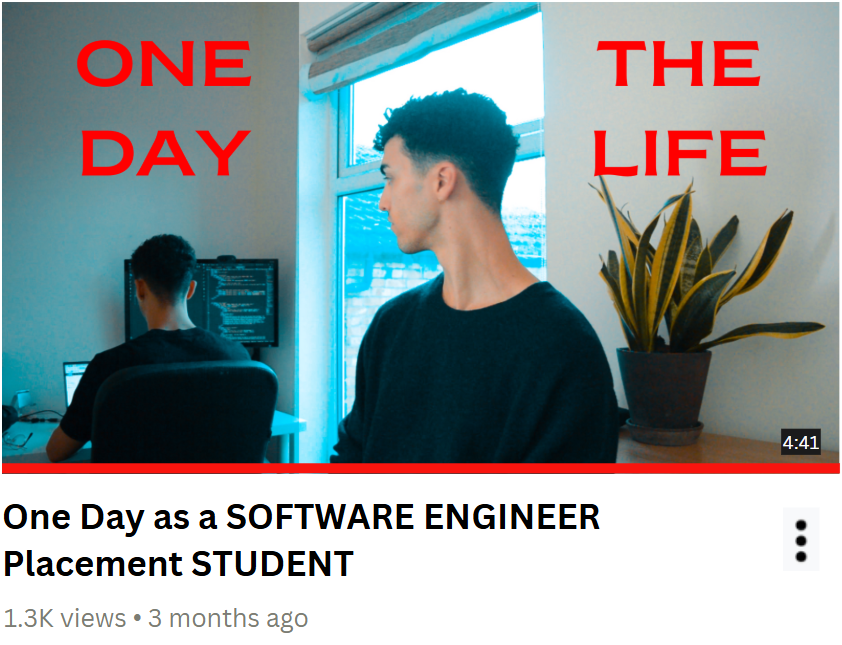 ONE
DAY
THE
LIFE
4:41
One Day as a SOFTWARE ENGINEER
Placement STUDENT
1.3K views • 3 months ago